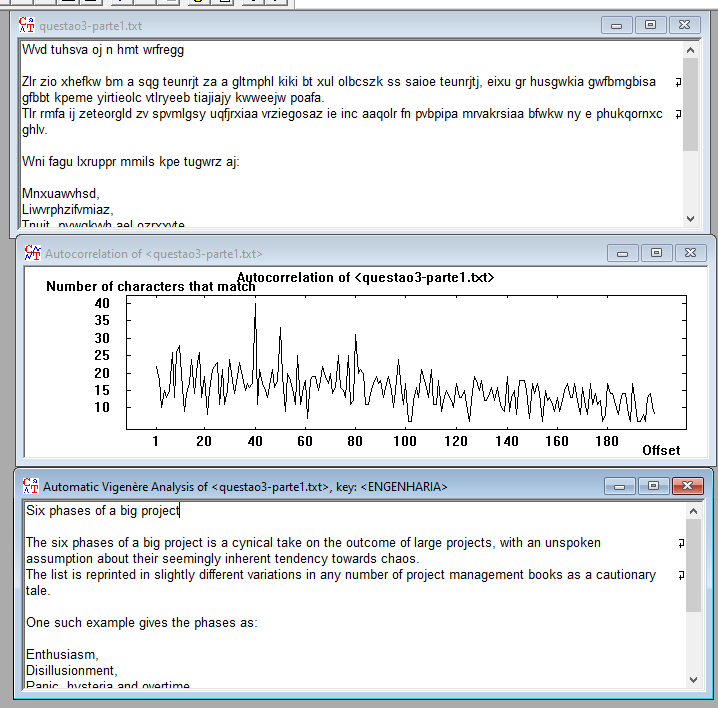 questao3-parte1.txt
Wvd tuhsva oj n hmt wrfregg
Zlr zio xhefkw bm a sqg teunrjt za a gltmphl kiki bt xul olbcszk ss saioe teunrjtj, eixu gr husgwkia gwfbmgbisa
gfbbt kpeme yirtieolc vtlryeeb tiajiajy kwweejw poafa.
Tlr rmfa ij zeteorgld zv spvmlgsy uqfjrxiaa vrziegosaz ie inc aaqolr fn pvbpipa mrvakrsiaa bfwkw ny e phukqornxc
ghlv.
Wni fagu lxruppr mmils kpe tugwrz aj:
Mnxuawvhsd,
Liwvrphzifvmiaz,
Autocorrelation of <questao3-parte1.txt>
Autocorrelation of <questao3-parte1.txt>
Number of characters that match
40
35
30
25
20
15
10
1 20 40 60 80 100 120 140 160 180
Offset
Automatic Vigenère Analysis of <questao3-parte1.txt>, key: <ENGENHARIA>
Six phases of a big project
The six phases of a big project is a cynical take on the outcome of large projects, with an unspoken
assumption about their seemingly inherent tendency towards chaos.
The list is reprinted in slightly different variations in any number of project management books as a cautionary
tale.
One such example gives the phases as:
Enthusiasm,
Disillusionment,
Panic, hysteria and overtime